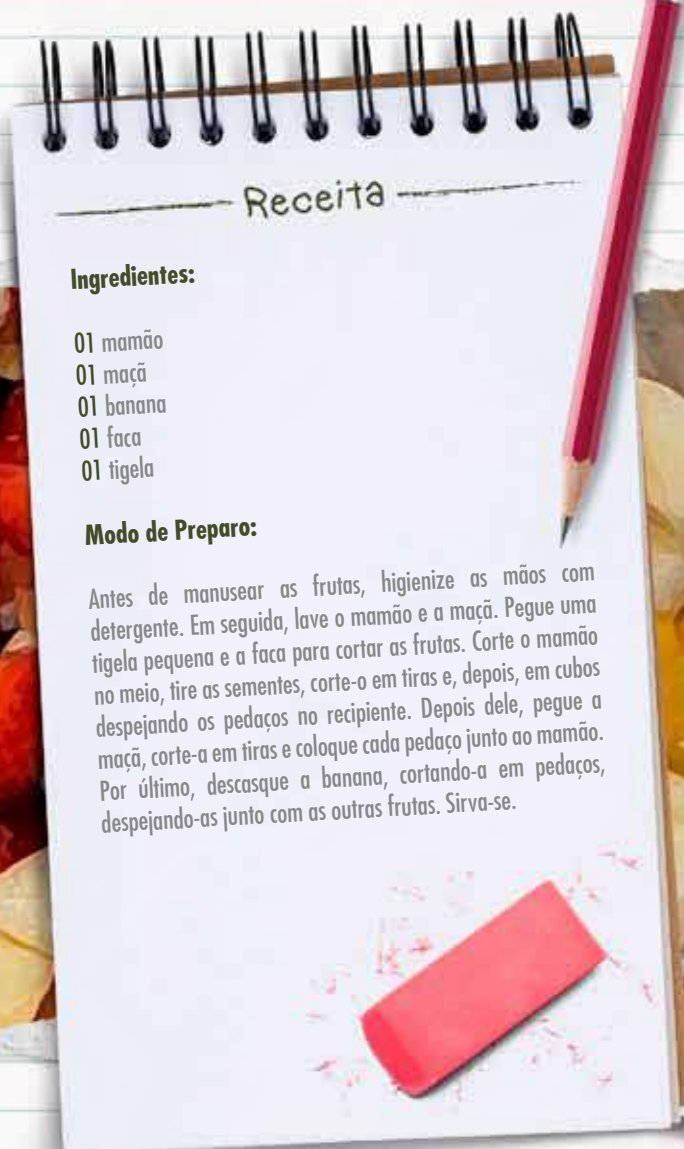 Receita
Ingredientes:
01 mamão
01 maçã
01 banana
01 faca
01 tigela
Modo de Preparo:
Antes de manusear as frutas, higienize as mãos com
detergente. Em seguida, lave o mamão e a maçã. Pegue uma
tigela pequena e a faca para cortar as frutas. Corte o mamão
no meio, tire as sementes, corte-o em tiras e, depois, em cubos
despejando os pedaços no recipiente. Depois dele, pegue a
maçã, corte-a em tiras e coloque cada pedaço junto ao mamão.
Por último, descasque a banana, cortando-a em pedaços,
despejando-as junto com as outras frutas. Sirva-se.